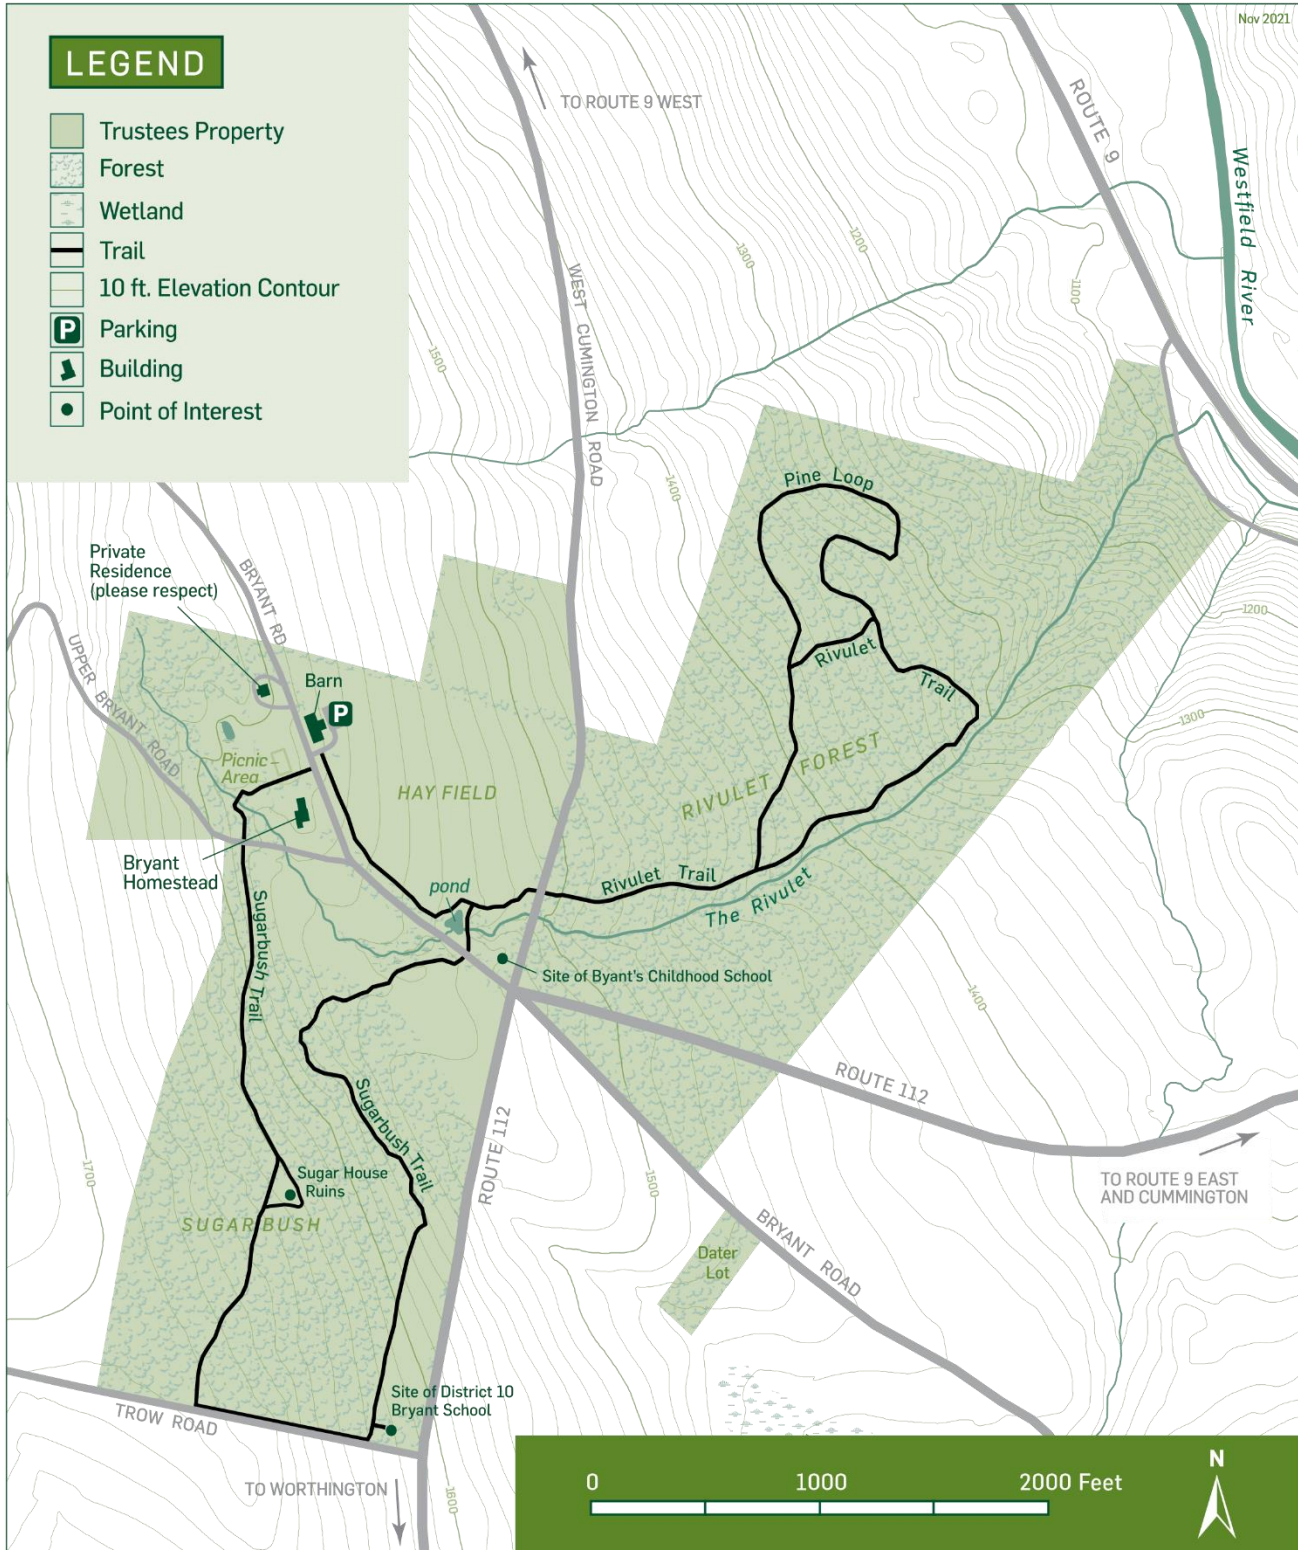 Nov 2021
LEGEND
Trustees Property
Forest
Wetland
Trail
10 ft. Elevation Contour
P
Parking
Building
Point of Interest
TO ROUTE 9 WEST
ROUTE 9
Westfield River
WEST CUMINGTON ROAD
1500
1300
1200
1100
1400
Pine Loop
Private
Residence
(please respect)
BRYANT RD
UPPER BRYANT ROAD
Barn
P
Picnic
Area
HAY FIELD
Bryant
Homestead
Rivulet
Trail
RIVULET FOREST
1200
1300
pond
Rivulet Trail
The Rivulet
Sugarbush Trail
Site of Byant's Childhood School
1400
ROUTE 112
Sugarbush Trail
ROUTE 112
TO ROUTE 9 EAST
AND CUMMINGTON
1700
Sugar House
Ruins
SUGAR BUSH
1500
BRYANT ROAD
Dater
Lot
Site of District 10
Bryant School
TROW ROAD
TO WORTHINGTON
1600
0 1000 2000 Feet
N